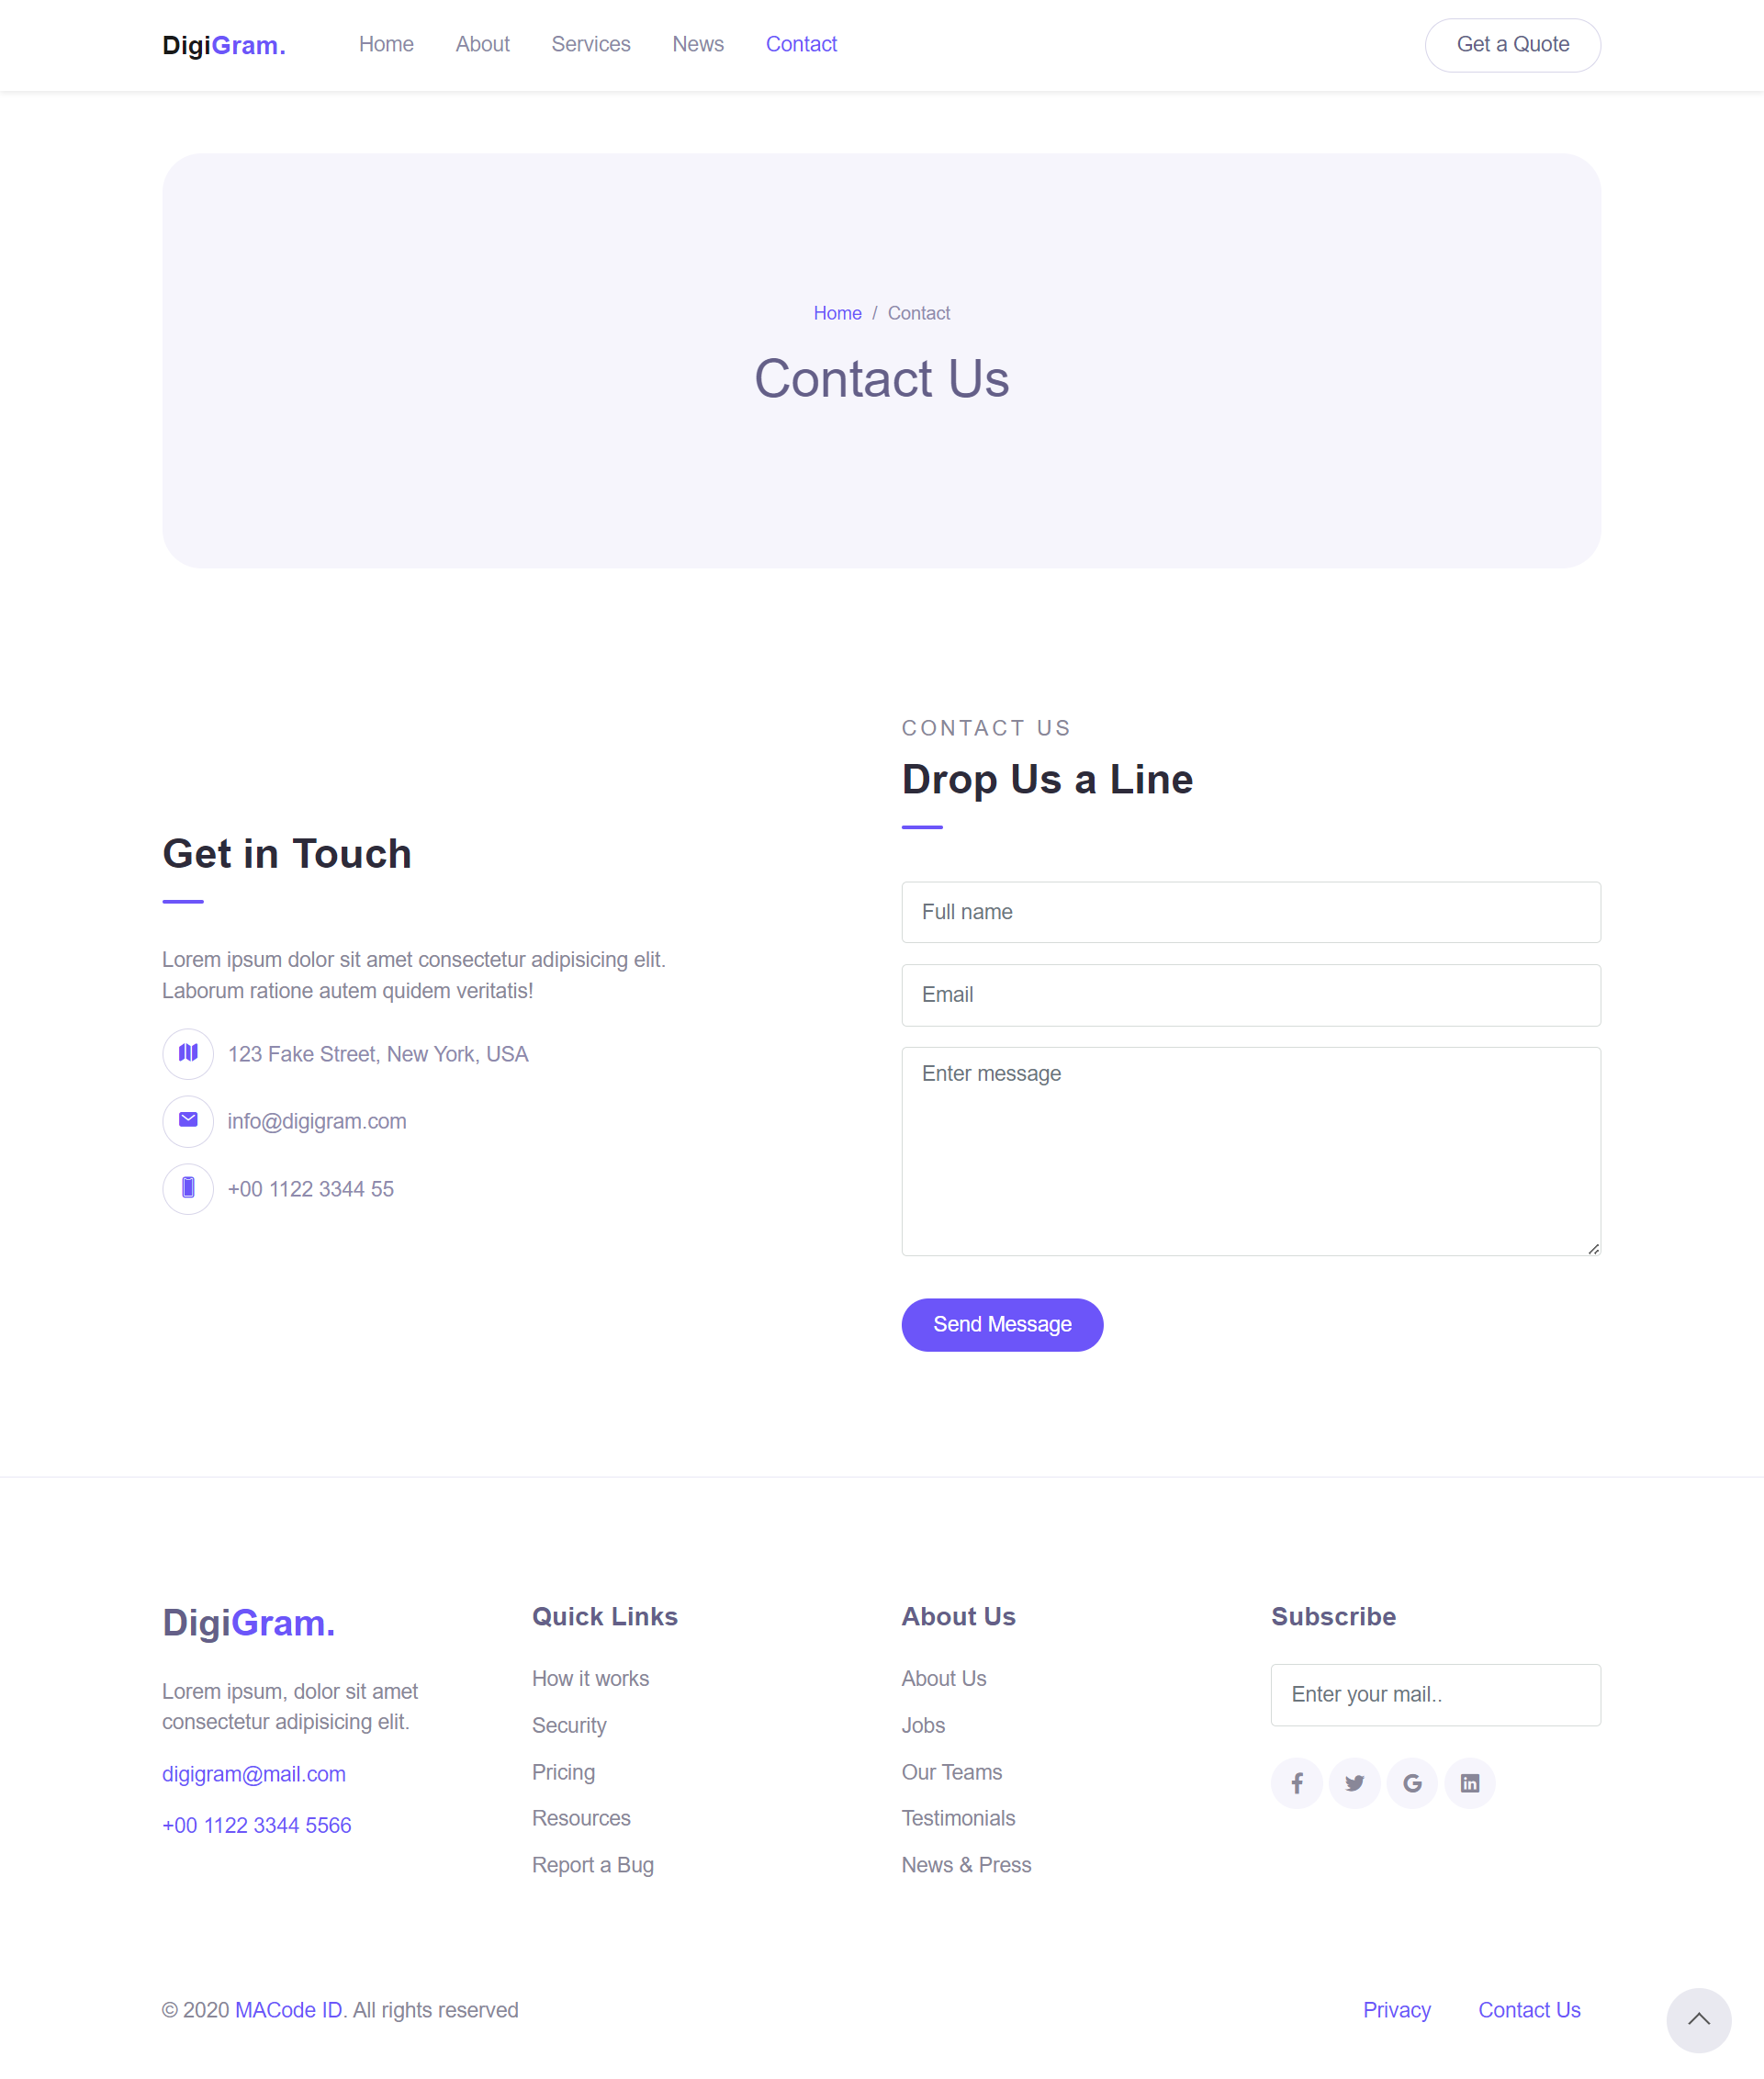 DigiGram.
Home About Services News Contact
Get a Quote
Home / Contact
Contact Us
Get in Touch
Lorem ipsum dolor sit amet consectetur adipisicing elit.
Laborum ratione autem quidem veritatis!
123 Fake Street, New York, USA
info@digigram.com
+00 1122 3344 55
CONTACT US
Drop Us a Line
Full name
Email
Enter message
Send Message
DigiGram.
Lorem ipsum, dolor sit amet
consectetur adipisicing elit.
digigram@mail.com
+00 1122 3344 5566
Quick Links
How it works
Security
Pricing
Resources
Report a Bug
About Us
About Us
Jobs
Our Teams
Testimonials
News & Press
Subscribe
Enter your mail..
© 2020 MACode ID. All rights reserved
Privacy Contact Us